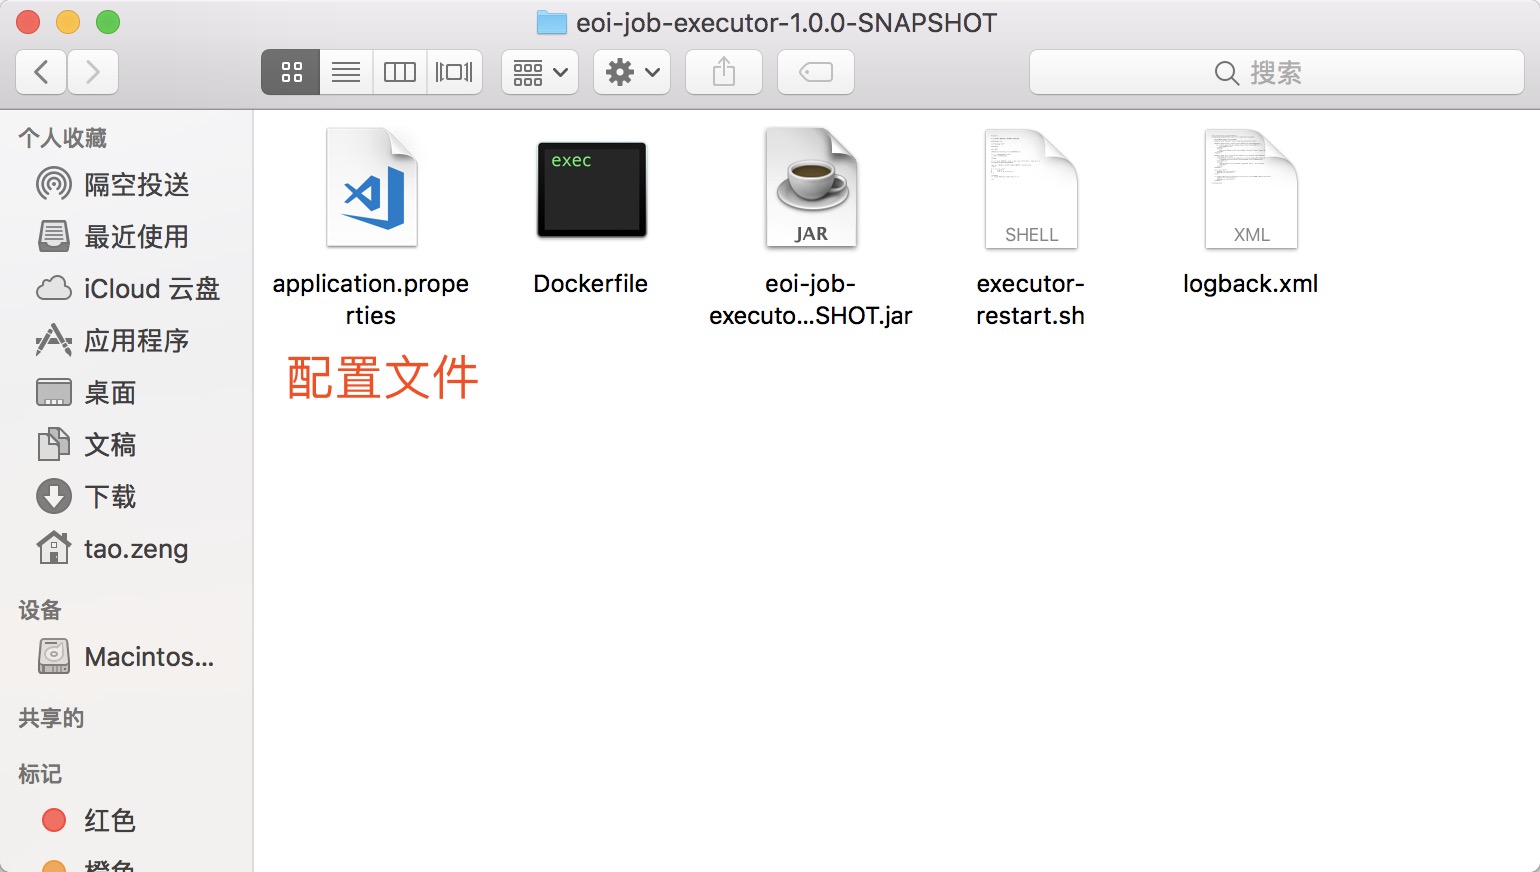 eoi-job-executor-1.0.0-SNAPSHOT
搜索
个人收藏
隔空投送
最近使用
iCloud 云盘
应用程序
桌面
文稿
下载
tao.zeng
设备
Macintos...
共享的
标记
红色
橙色
exec
JAR
SHELL
XML
application.prope
rties
Dockerfile
eoi-job-
executo...SHOT.jar
executor-
restart.sh
logback.xml
配置文件